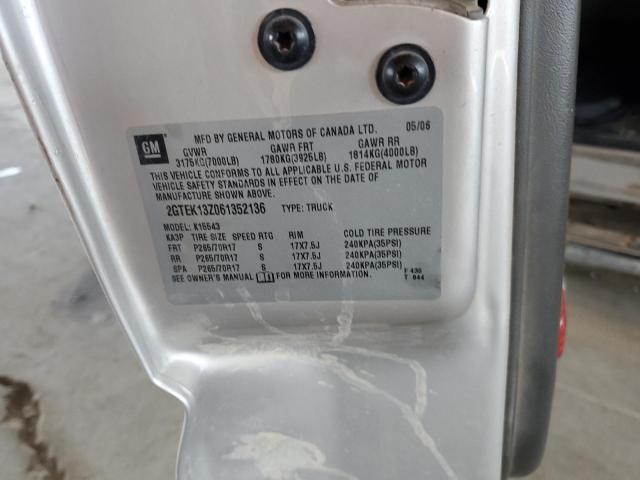 GM
MFD BY GENERAL MOTORS OF CANADA LTD. 05/06
GVWR GAWR FRT GAWR RR
3175KG(7000LB) 1780KG(3925LB) 1814KG(4000LB)
THIS VEHICLE CONFORMS TO ALL APPLICABLE U.S. FEDERAL MOTOR
VEHICLE SAFETY STANDARDS IN EFFECT ON THE DATE OF
MANUFACTURE SHOWN ABOVE.
2GTEK13Z061352136 TYPE: TRUCK
MODEL: K15543
KA3P TIRE SIZE SPEED RTG RIM COLD TIRE PRESSURE
FRT P265/70R17 S 17X7.5J 240KPA(35PSI)
RR P265/70R17 S 17X7.5J 240KPA(35PSI)
SPA P265/70R17 S 17X7.5J 240KPA(35PSI)
SEE OWNER'S MANUAL FOR MORE INFORMATION.
F 436
T 044